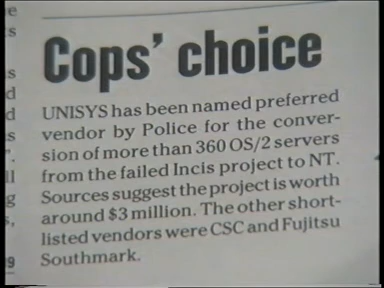 Cops' choice
UNISYS has been named preferred
vendor by Police for the conver-
sion of more than 360 OS/2 servers
from the failed Incis project to NT.
Sources suggest the project is worth
around $3 million. The other short-
listed vendors were CSC and Fujitsu
Southmark.